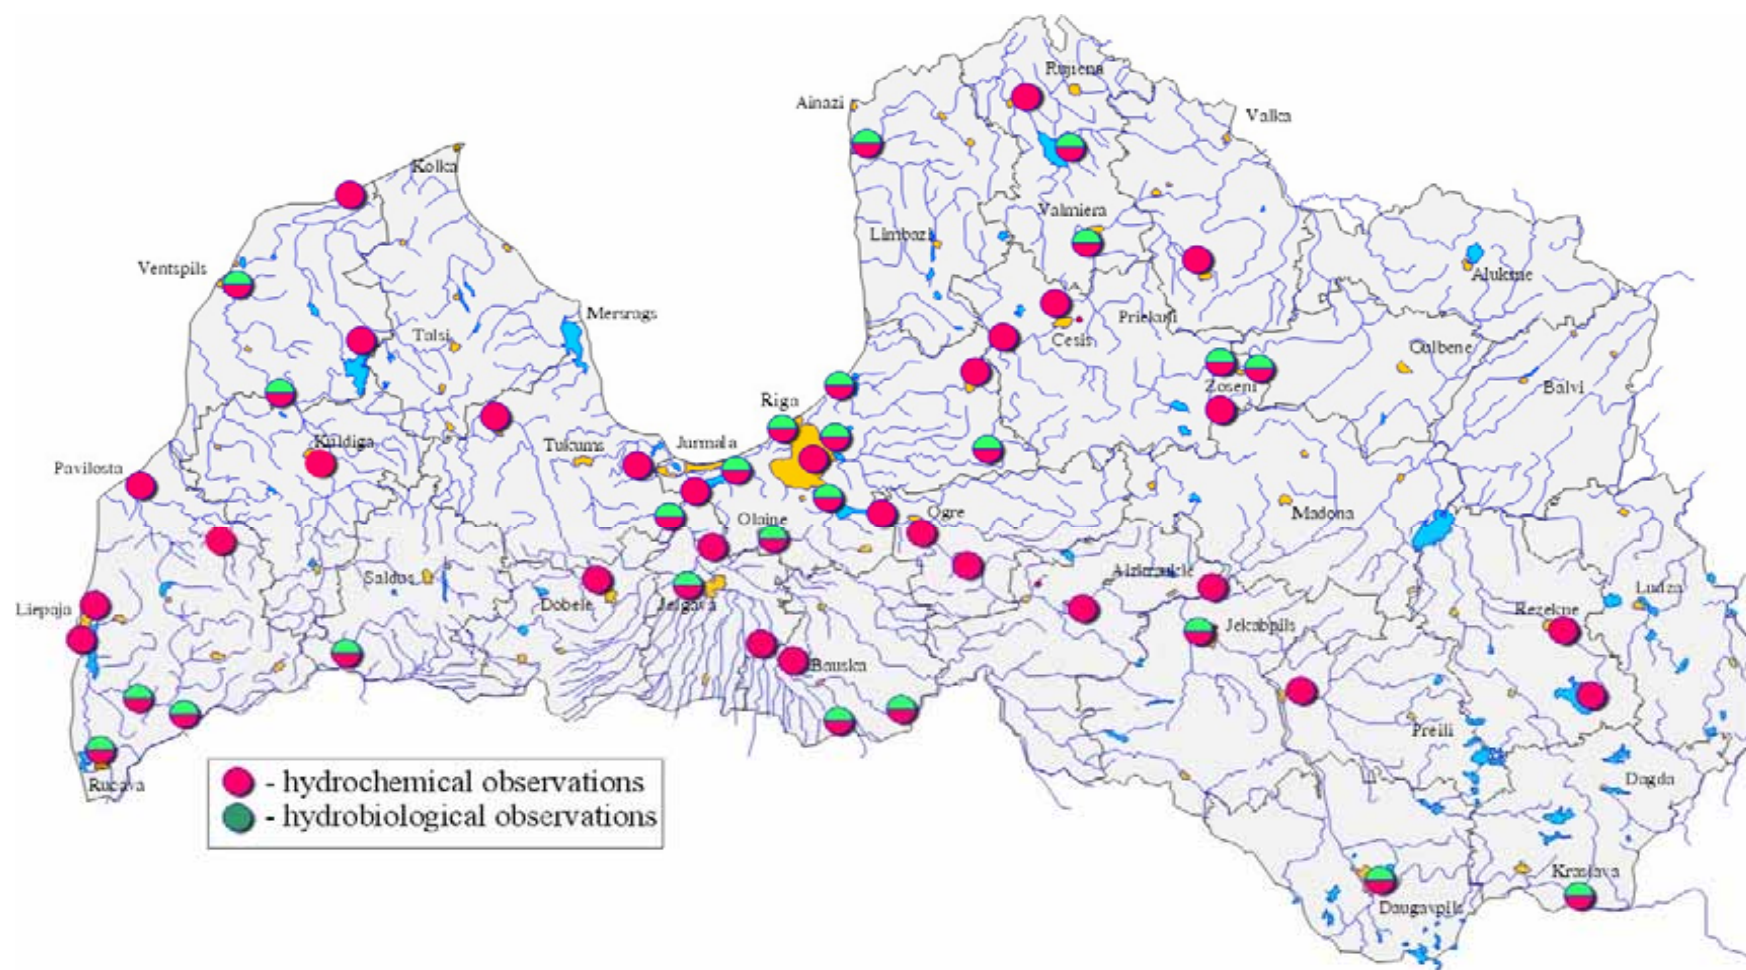 Rujiena
Ainazi
Valka
Kolka
Valmiera
Limbazi
Ventspils
Aluksne
Mersrags
Priekuli
Talsi
Cesis
Gulbene
Zoseni
Balvi
Riga
Kuldiga
Tukums
Jurmala
Pavilosta
Olaine
Ogre
Madona
Saldus
Aizkraukle
Dobele
Jelgava
Ludza
Liepaja
Rezekne
Jekabpils
Bauska
Preili
Dagda
Rucava
- hydrochemical observations
- hydrobiological observations
Kraslava
Daugavpils